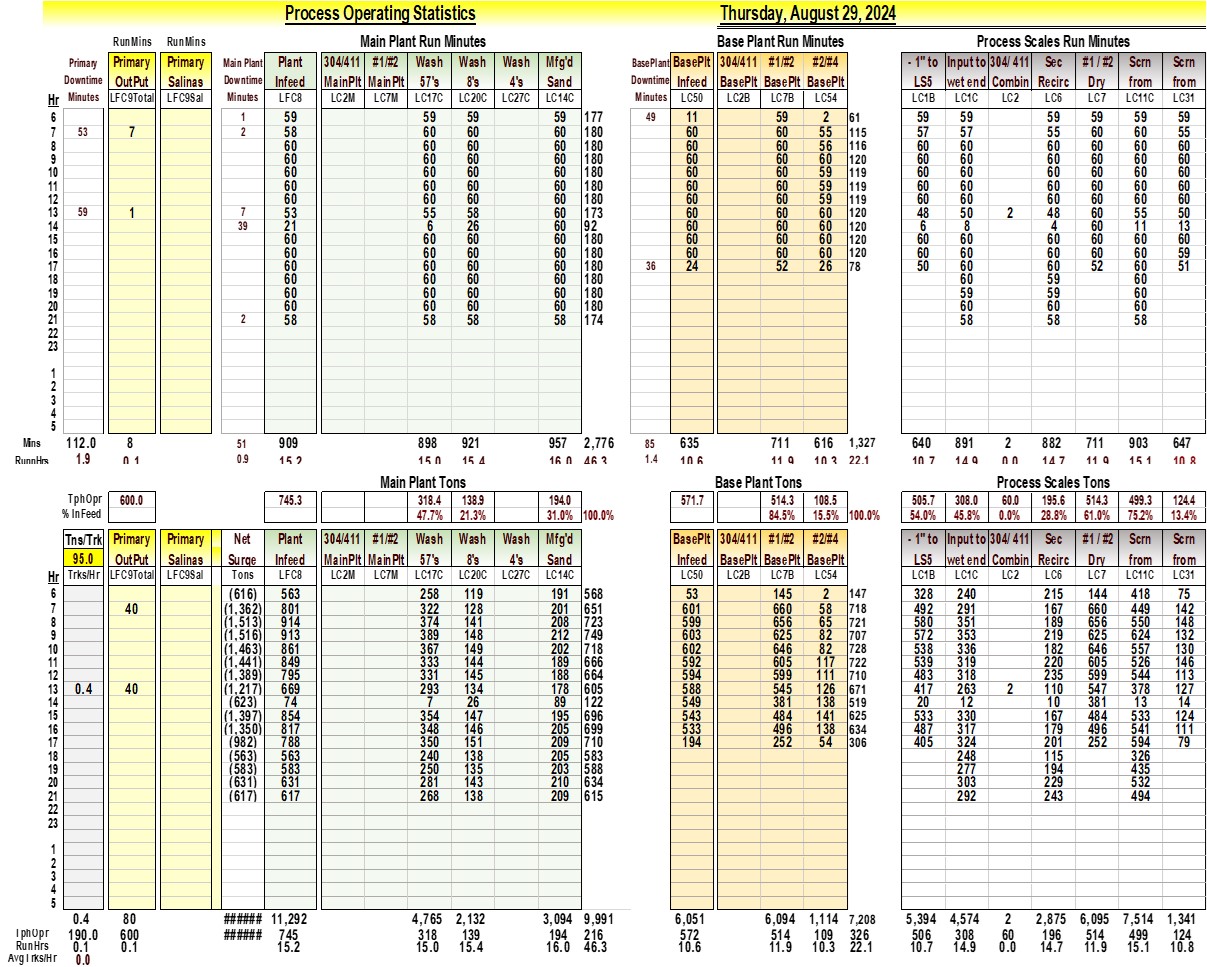 Process Operating Statistics Thursday, August 29, 2024
RunMins RunMins Main Plant Run Minutes Base Plant Run Minutes Process Scales Run Minutes
Primary Primary Primary Main Plant Plant 304/411 #1/#2 Wash Wash Wash Mfg'd BasePlant BasePlt 304/411 #1/#2 #2/#4 - 1" to Input to 304/ 411 Sec #1 / #2 Scrn Scrn
Downtime OutPut Salinas Downtime Infeed MainPlt MainPlt 57's 8's 4's Sand Downtime Infeed BasePlt BasePlt BasePlt LS5 wet end Combin Recirc Dry from from
Hr Minutes LFC9Total LFC9Sal Minutes LFC8 LC2M LC7M LC17C LC20C LC27C LC14C Minutes LC50 LC2B LC7B LC54 LC1B LC1C LC2 LC6 LC7 LC11C LC31
6 1 59 59 59 59 177 49 11 59 2 61 59 59 59 59 59 59
7 53 7 2 58 60 60 60 180 60 60 55 115 57 57 55 60 60 55
8 60 60 60 60 180 60 60 56 116 60 60 60 60 60 60
9 60 60 60 60 180 60 60 60 120 60 60 60 60 60 60
10 60 60 60 60 180 60 60 59 119 60 60 60 60 60 60
11 60 60 60 60 180 60 60 59 119 60 60 60 60 60 60
12 60 60 60 60 180 60 60 59 119 60 60 60 60 60 60
13 59 1 7 53 55 58 60 173 60 60 60 120 48 50 2 48 60 55 50
14 39 21 6 26 60 92 60 60 60 120 6 8 4 60 11 13
15 60 60 60 60 180 60 60 60 120 60 60 60 60 60 60
16 60 60 60 60 180 60 60 60 120 60 60 60 60 60 59
17 60 60 60 60 180 36 24 52 26 78 50 60 60 52 60 51
18 60 60 60 60 180 60 59 60
19 60 60 60 60 180 59 59 60
20 60 60 60 60 180 60 60 60
21 2 58 58 58 58 174 58 58 58
22
23
1
2
3
4
5
Mins 112.0 8 51 909 898 921 957 2,776 85 635 711 616 1,327 640 891 2 882 711 903 647
RunnHrs 1.9 0.1 0.9 15.2 15.0 15.4 16.0 46.3 1.4 10.6 11.9 10.3 22.1 10.7 14.9 0.0 14.7 11.9 15.1 10.8
Main Plant Tons Base Plant Tons Process Scales Tons
TphOpr 600.0 745.3 318.4 138.9 194.0 571.7 514.3 108.5 505.7 308.0 60.0 195.6 514.3 499.3 124.4
% InFeed 47.7% 21.3% 31.0% 100.0% 84.5% 15.5% 100.0% 54.0% 45.8% 0.0% 28.8% 61.0% 75.2% 13.4%
Tns/Trk Primary Primary Net Plant 304/411 #1/#2 Wash Wash Wash Mfg'd BasePlt 304/411 #1/#2 #2/#4 - 1" to Input to 304/ 411 Sec #1 / #2 Scrn Scrn
95.0 OutPut Salinas Surge Infeed MainPlt MainPlt 57's 8's 4's Sand Infeed BasePlt BasePlt BasePlt LS5 wet end Combin Recirc Dry from from
Hr Trks/Hr LFC9Total LFC9Sal Tons LFC8 LC2M LC7M LC17C LC20C LC27C LC14C LC50 LC2B LC7B LC54 LC1B LC1C LC2 LC6 LC7 LC11C LC31
6 (616) 563 258 119 191 568 53 145 2 147 328 240 215 144 418 75
7 40 (1,362) 801 322 128 201 651 601 660 58 718 492 291 167 660 449 142
8 (1,513) 914 374 141 208 723 599 656 65 721 580 351 189 656 550 148
9 (1,516) 913 389 148 212 749 603 625 82 707 572 353 219 625 624 132
10 (1,463) 861 367 149 202 718 602 646 82 728 538 336 182 646 557 130
11 (1,441) 849 333 144 189 666 592 605 117 722 539 319 220 605 526 146
12 (1,389) 795 331 145 188 664 594 599 111 710 483 318 235 599 544 113
13 0.4 40 (1,217) 669 293 134 178 605 588 545 126 671 417 263 2 110 547 378 127
14 (623) 74 7 26 89 122 549 381 138 519 20 12 10 381 13 14
15 (1,397) 854 354 147 195 696 543 484 141 625 533 330 167 484 533 124
16 (1,350) 817 348 146 205 699 533 496 138 634 487 317 179 496 541 111
17 (982) 788 350 151 209 710 194 252 54 306 405 324 201 252 594 79
18 (563) 563 240 138 205 583 248 115 326
19 (583) 583 250 135 203 588 277 194 435
20 (631) 631 281 143 210 634 303 229 532
21 (617) 617 268 138 209 615 292 243 494
22
23
1
2
3
4
5
0.4 80 ###### 11,292 4,765 2,132 3,094 9,991 6,051 6,094 1,114 7,208 5,394 4,574 2 2,875 6,095 7,514 1,341
TphOpr 190.0 600 ###### 745 318 139 194 216 572 514 109 326 506 308 60 196 514 499 124
RunHrs 0.1 0.1 15.2 15.0 15.4 16.0 46.3 10.6 11.9 10.3 22.1 10.7 14.9 0.0 14.7 11.9 15.1 10.8
AvgTrks/Hr 0.0